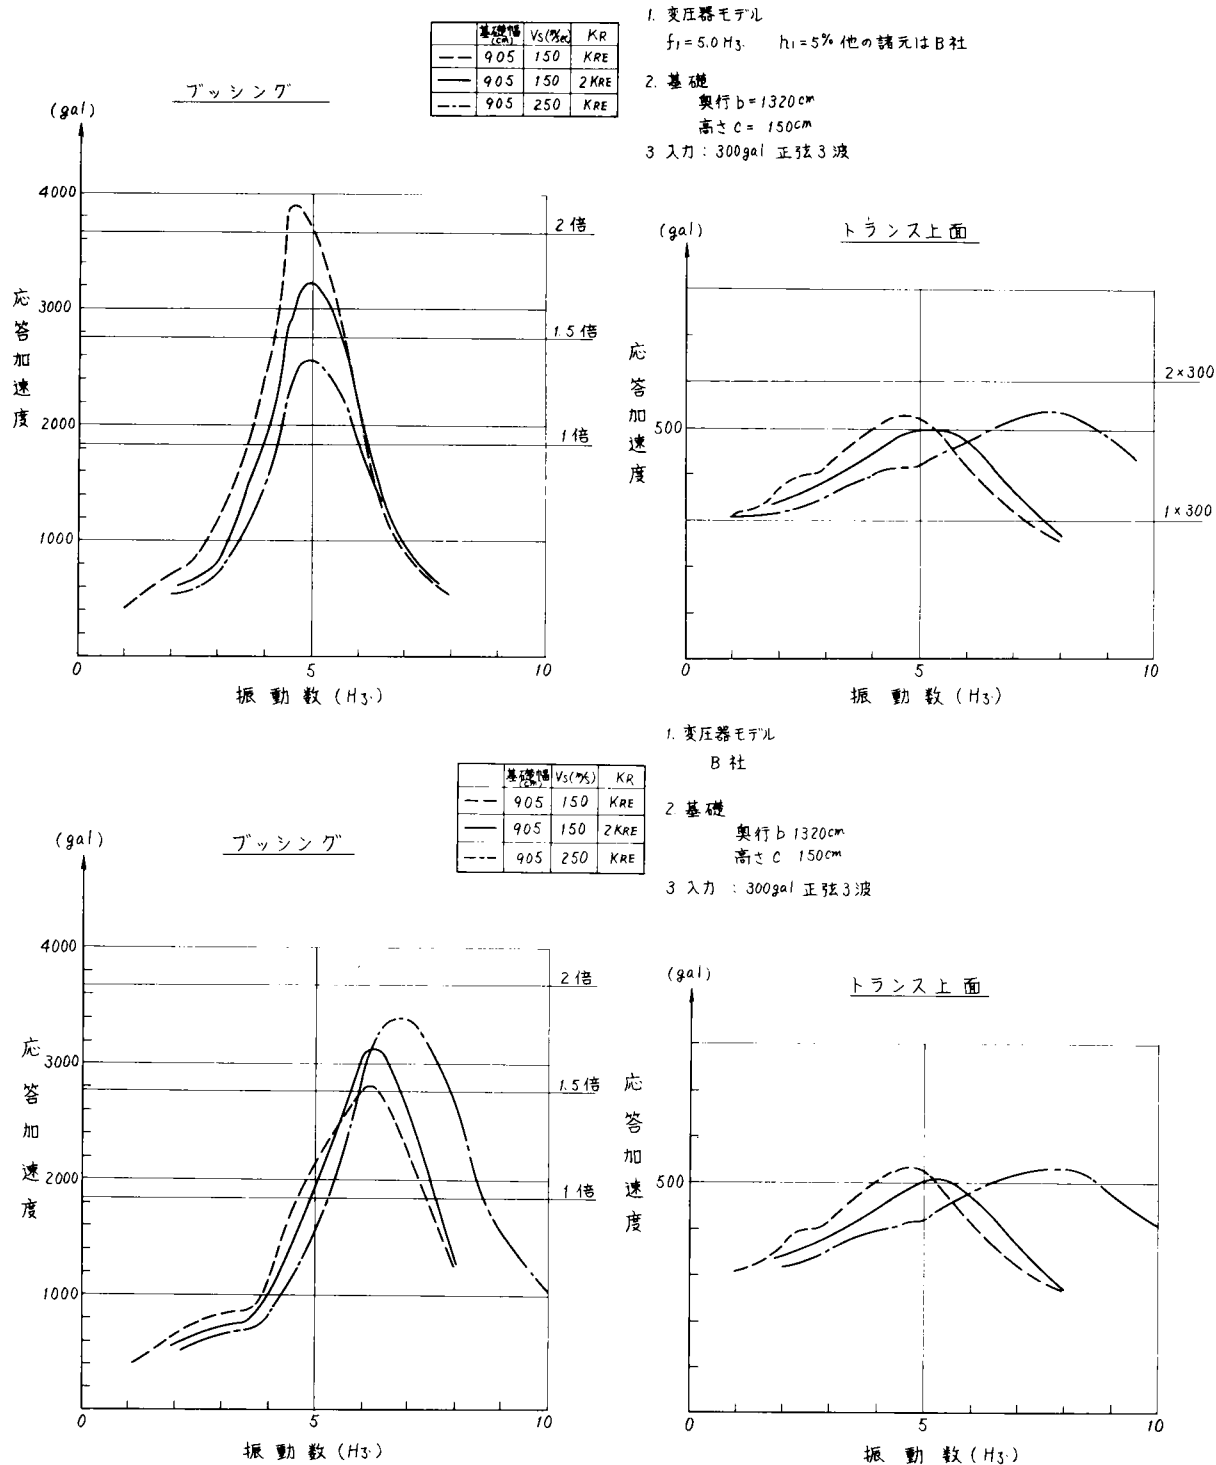 基礎幅(cm) Vs(m/sec) KR
905 150 KRE
905 150 2KRE
905 250 KRE
1. 変圧器モデル
f1=5.0Hz. h1=5% 他の諸元はB社
2. 基礎
奥行 b=1320cm
高さ C= 150cm
3 入力: 300gal 正弦3波
ブッシング
(gal)
4000
3000
2000
1000
0
5
10
2倍
1.5倍
1倍
応答加速度
振動数(Hz.)
トランス上面
(gal)
500
2×300
1×300
0
5
10
応答加速度
振動数(Hz.)
基礎幅(cm) Vs(m/s) KR
905 150 KRE
905 150 2KRE
905 250 KRE
1. 変圧器モデル
B社
2. 基礎
奥行 b 1320cm
高さ C 150cm
3 入力 : 300gal 正弦3波
ブッシング
(gal)
4000
3000
2000
1000
0
5
10
2倍
1.5倍
1倍
応答加速度
振動数(Hz.)
トランス上面
(gal)
500
0
5
10
応答加速度
振動数(Hz.)